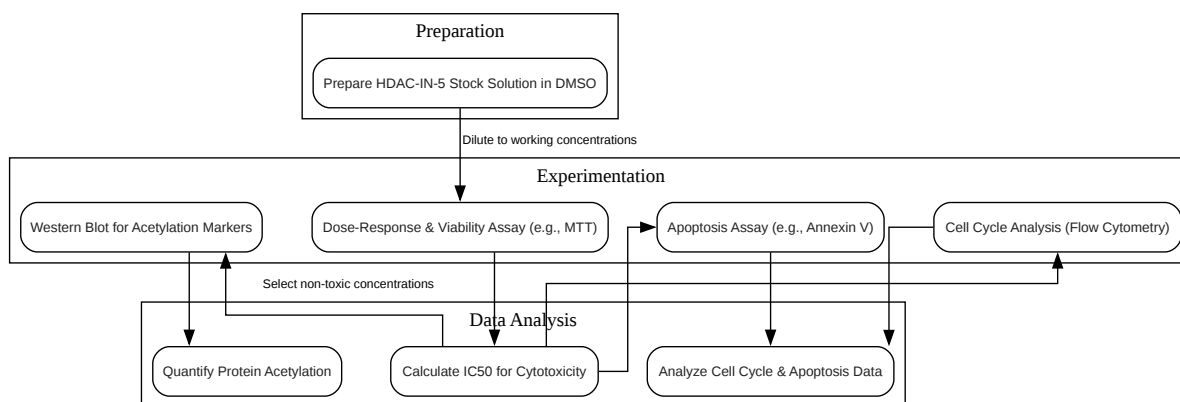 Preparation
Prepare HDAC-IN-5 Stock Solution in DMSO
Dilute to working concentrations
Experimentation
Western Blot for Acetylation Markers
Dose-Response & Viability Assay (e.g., MTT)
Apoptosis Assay (e.g., Annexin V)
Cell Cycle Analysis (Flow Cytometry)
Select non-toxic concentrations
Data Analysis
Quantify Protein Acetylation
Calculate IC50 for Cytotoxicity
Analyze Cell Cycle & Apoptosis Data